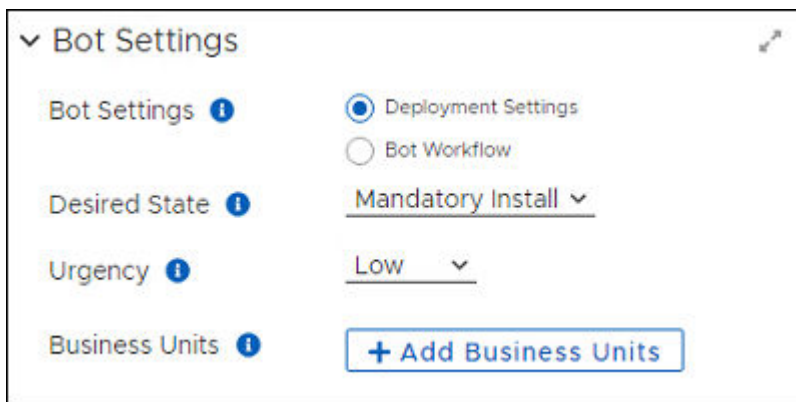 Bot Settings
Bot Settings
Deployment Settings
Bot Workflow
Desired State
Mandatory Install
Urgency
Low
Business Units
+ Add Business Units